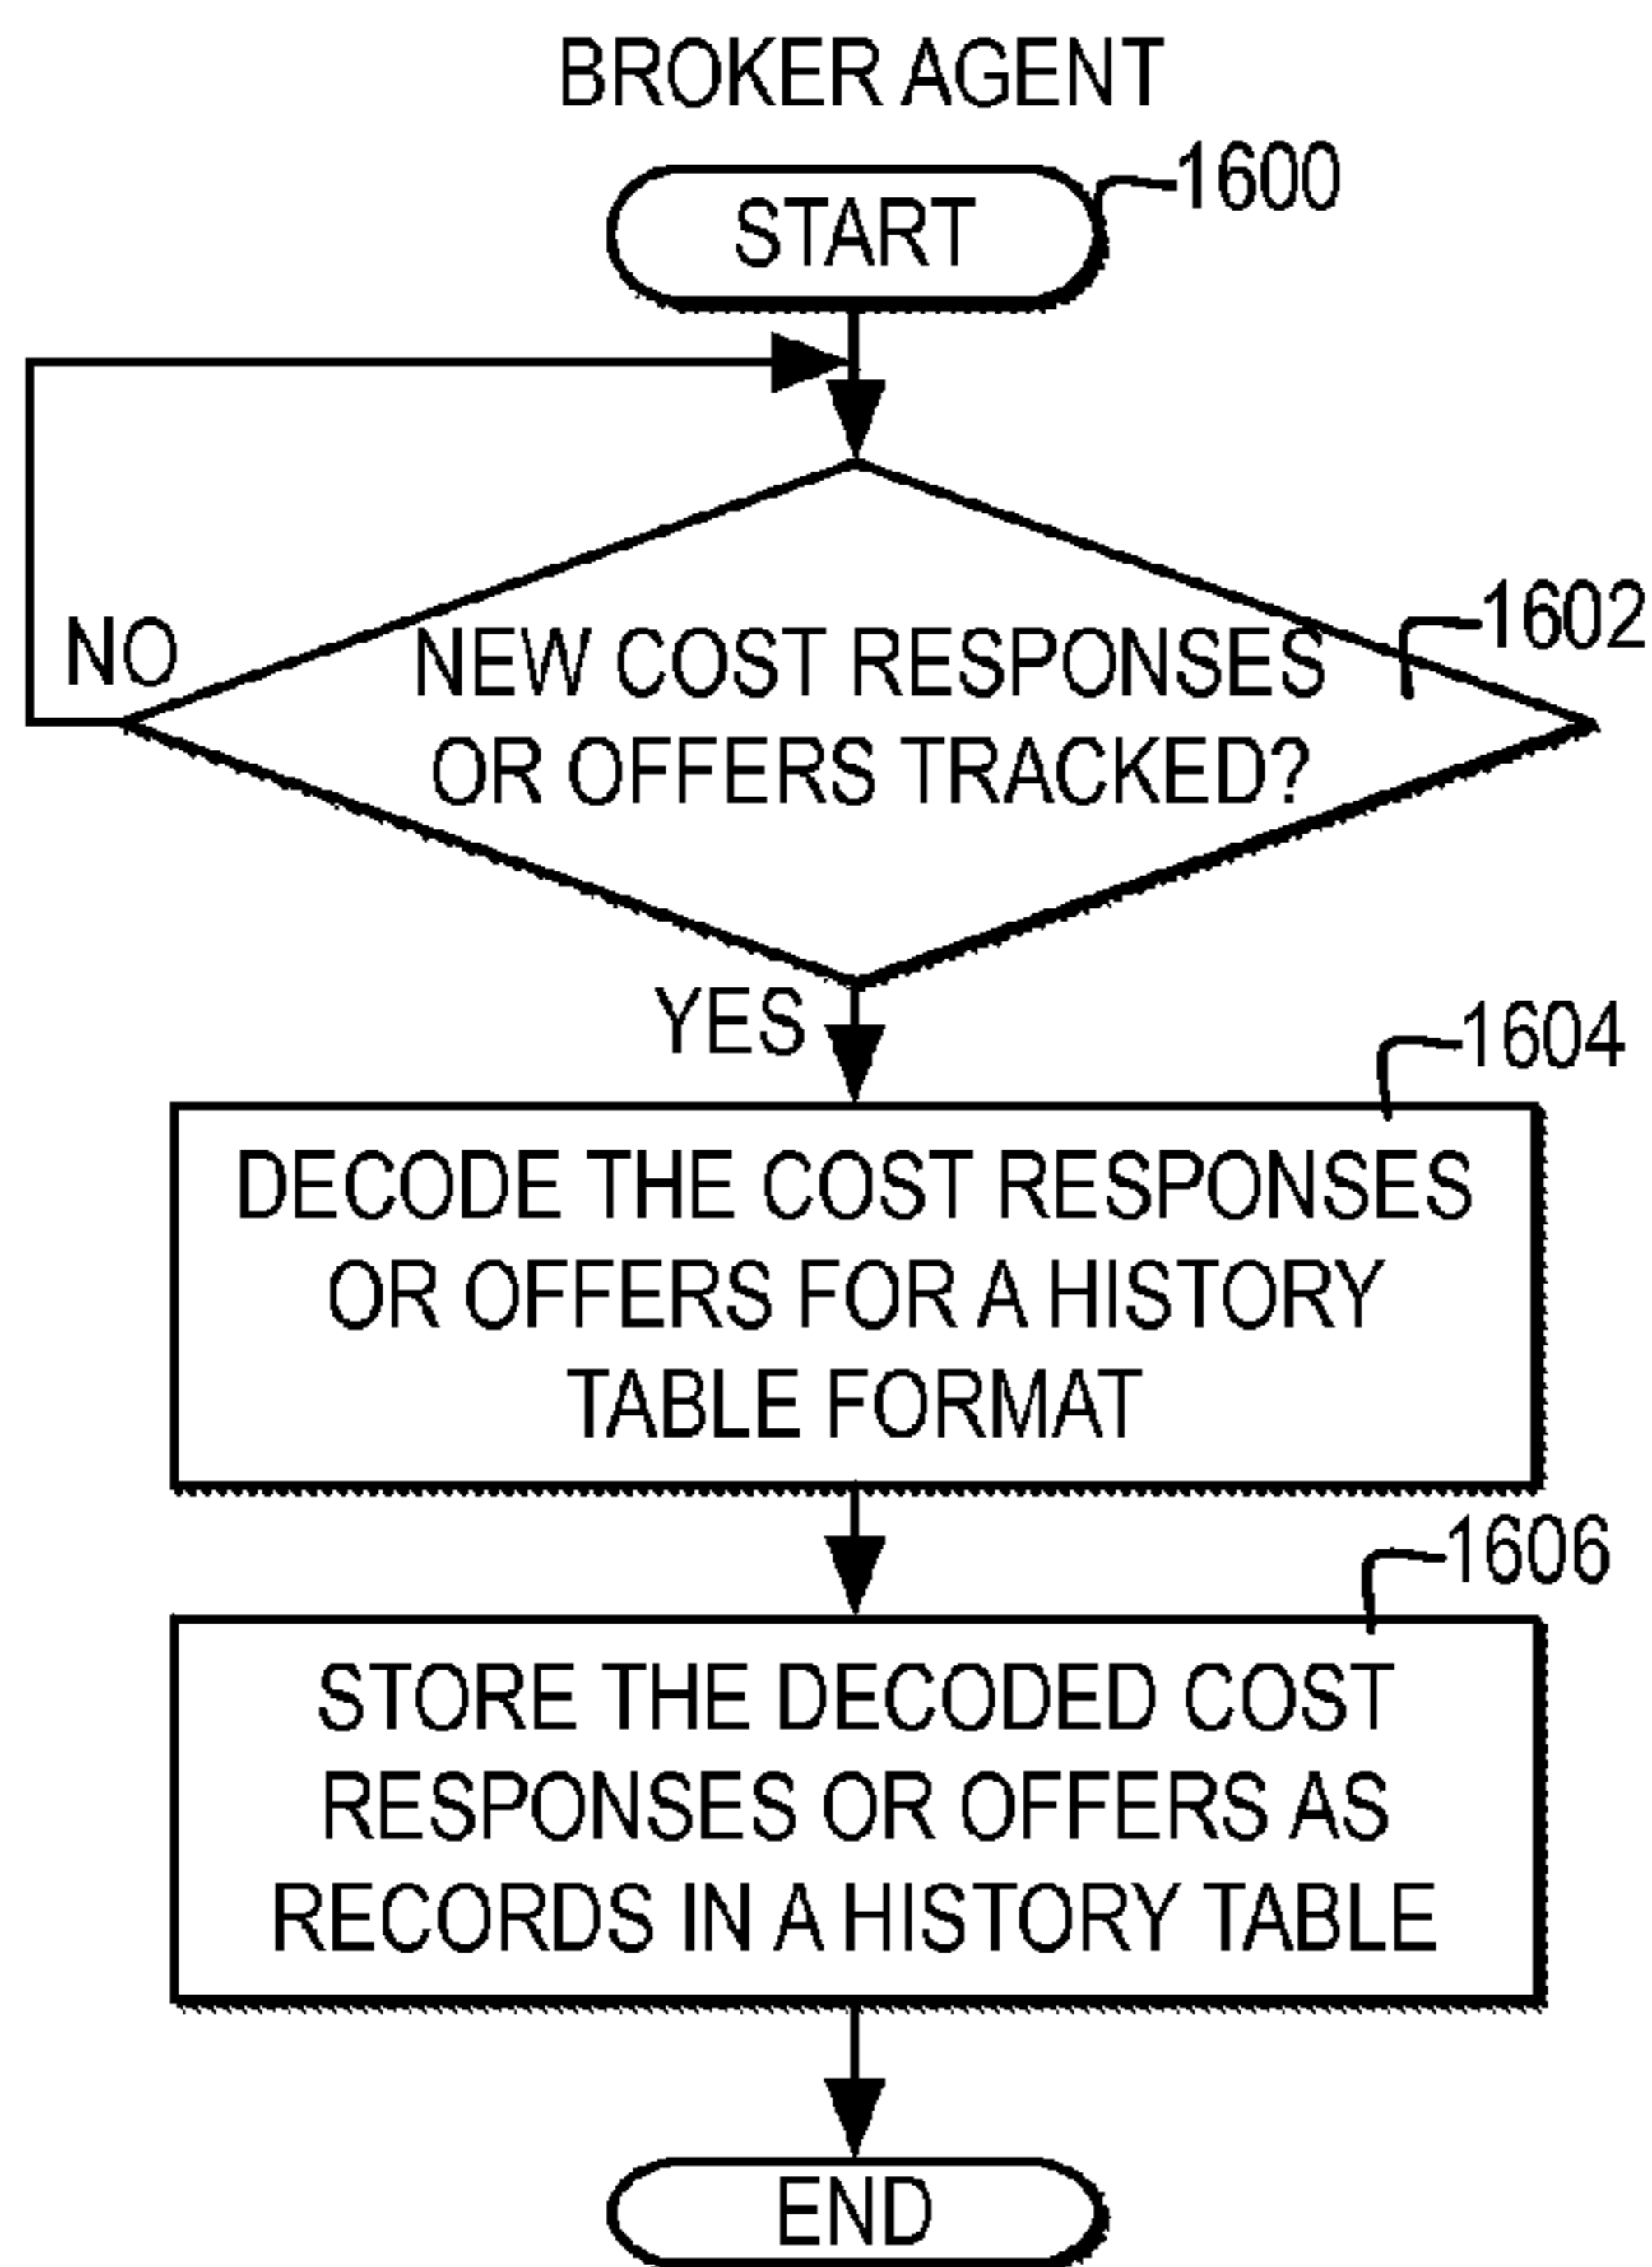 BROKER AGENT
START
1600
NO
NEW COST RESPONSES
OR OFFERS TRACKED?
1602
YES
1604
DECODE THE COST RESPONSES
OR OFFERS FOR A HISTORY
TABLE FORMAT
1606
STORE THE DECODED COST
RESPONSES OR OFFERS AS
RECORDS IN A HISTORY TABLE
END